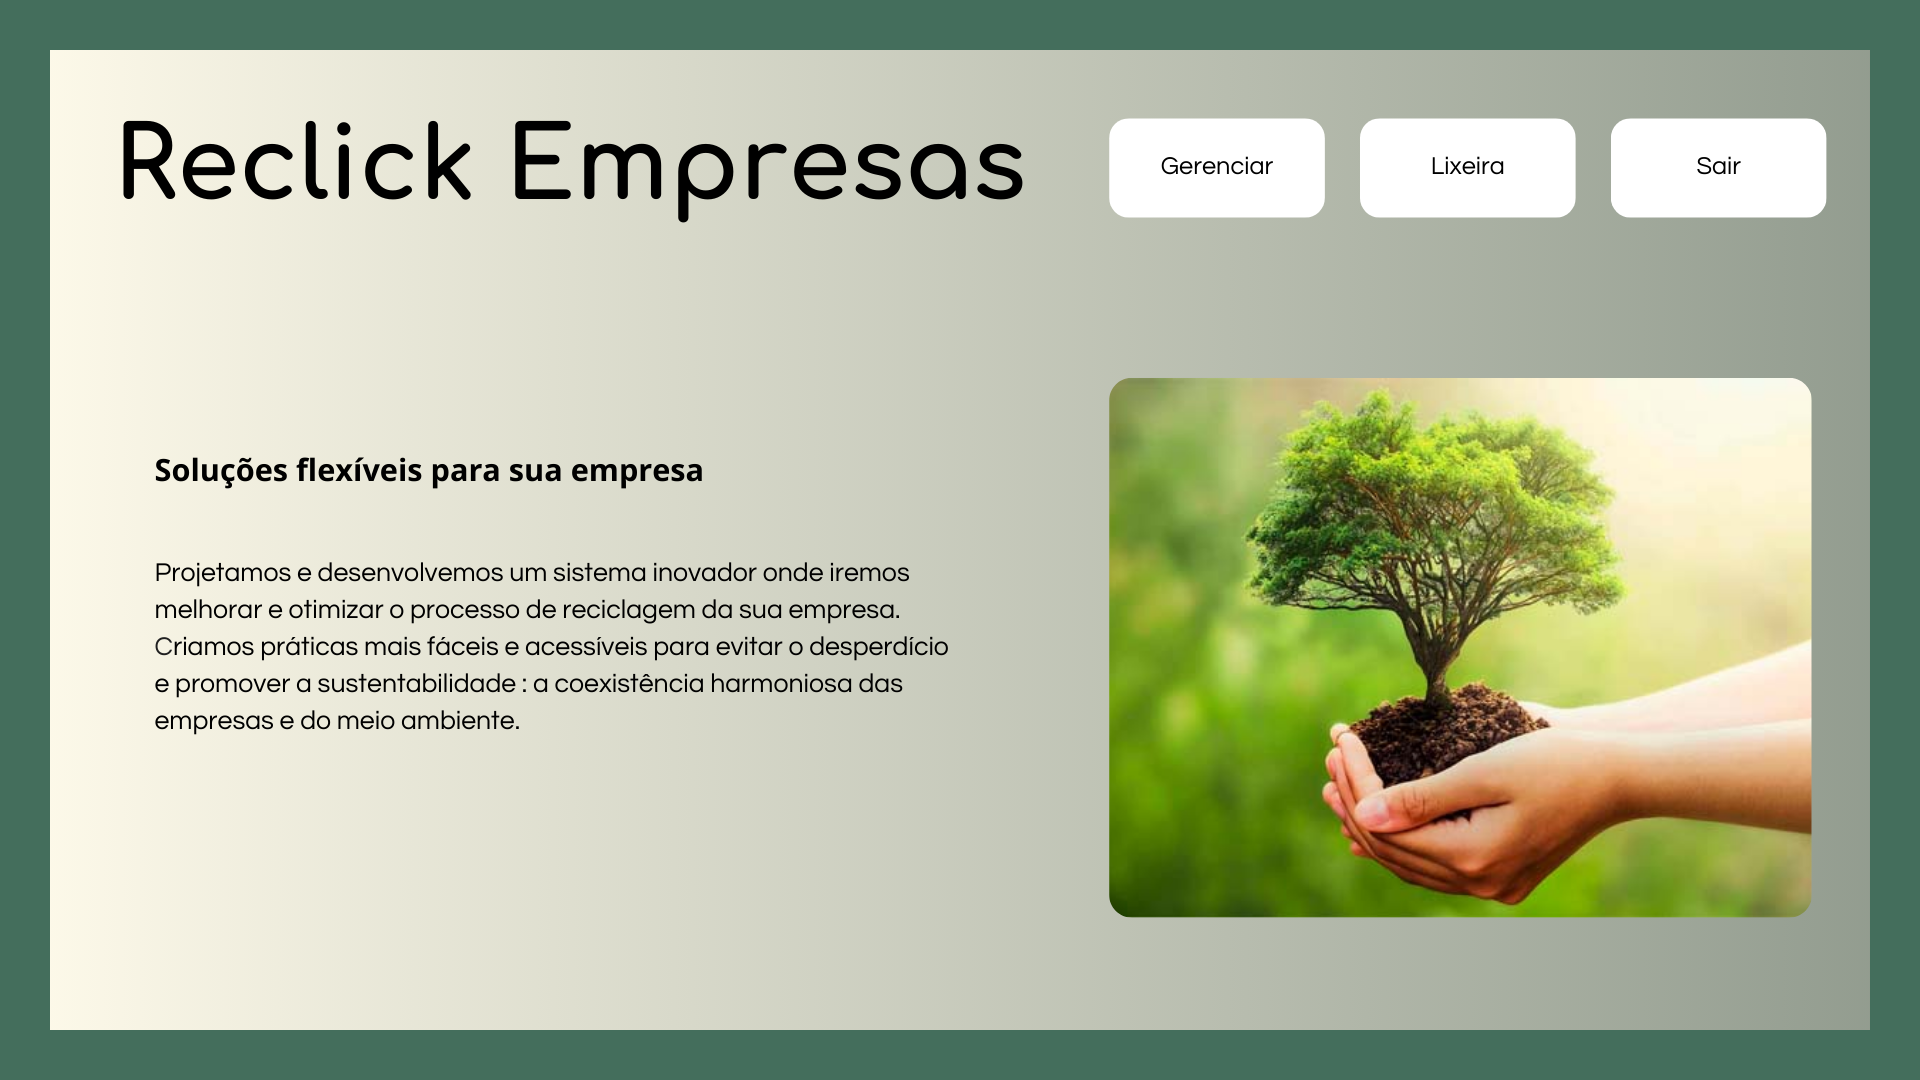 Reclick Empresas
Gerenciar
Lixeira
Sair
Soluções flexíveis para sua empresa
Projetamos e desenvolvemos um sistema inovador onde iremos
melhorar e otimizar o processo de reciclagem da sua empresa.
Criamos práticas mais fáceis e acessíveis para evitar o desperdício
e promover a sustentabilidade : a coexistência harmoniosa das
empresas e do meio ambiente.